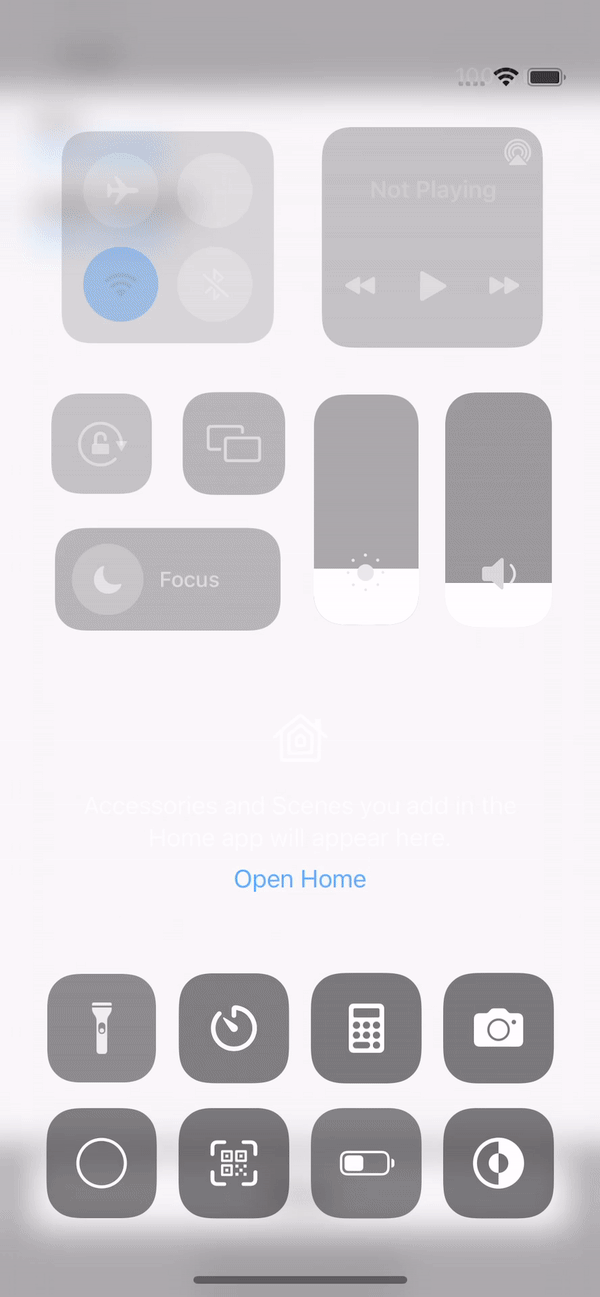 100
Not Playing
Focus
Accessories and Scenes you add in the
Home app will appear here.
Open Home